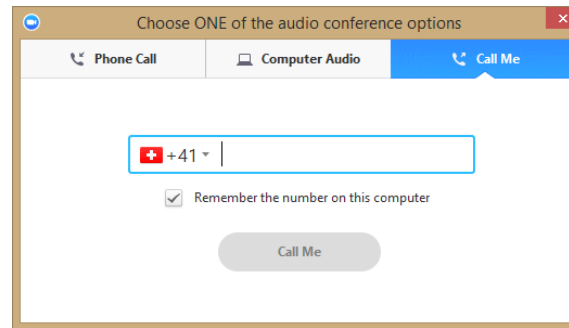 Choose ONE of the audio conference options
Phone Call
Computer Audio
Call Me
+41
Remember the number on this computer
Call Me